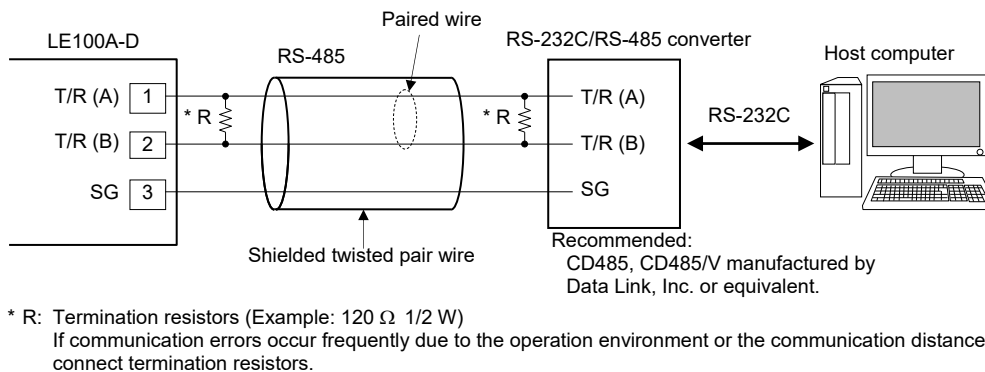 Paired wire
LE100A-D
RS-485
RS-232C/RS-485 converter
Host computer
T/R (A) 1
* R
* R
T/R (A)
RS-232C
T/R (B) 2
T/R (B)
SG 3
SG
Shielded twisted pair wire
Recommended:
CD485, CD485/V manufactured by
Data Link, Inc. or equivalent.
* R: Termination resistors (Example: 120 Ω 1/2 W)
If communication errors occur frequently due to the operation environment or the communication distance
connect termination resistors.